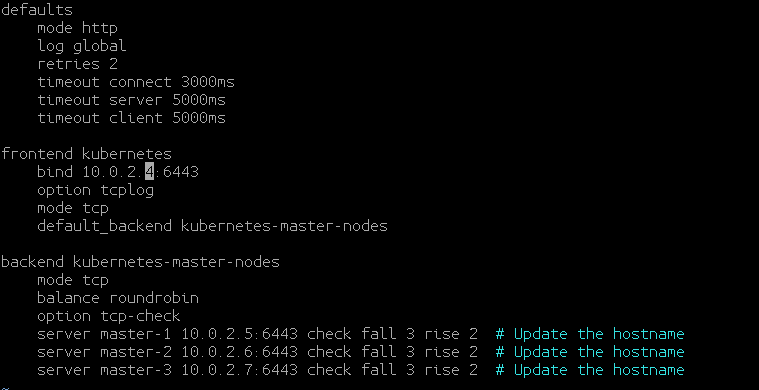 defaults
    mode http
    log global
    retries 2
    timeout connect 3000ms
    timeout server 5000ms
    timeout client 5000ms

frontend kubernetes
    bind 10.0.2.4:6443
    option tcplog
    mode tcp
    default_backend kubernetes-master-nodes

backend kubernetes-master-nodes
    mode tcp
    balance roundrobin
    option tcp-check
    server master-1 10.0.2.5:6443 check fall 3 rise 2  # Update the hostname
    server master-2 10.0.2.6:6443 check fall 3 rise 2  # Update the hostname
    server master-3 10.0.2.7:6443 check fall 3 rise 2  # Update the hostname
~